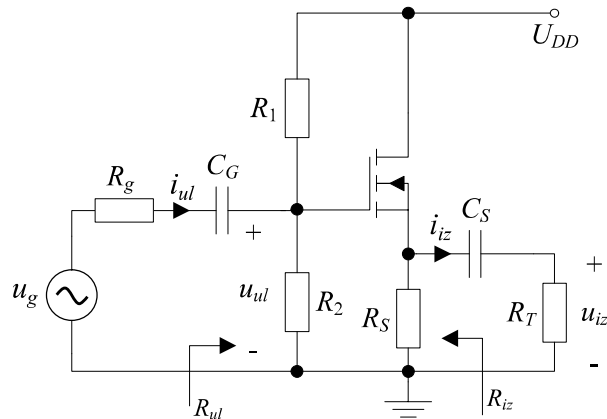 U_DD
R_1
R_g
i_ul
C_G
+
i_iz
C_S
u_g
u_ul
R_2
R_S
R_T
+
u_iz
-
-
R_ul
R_iz